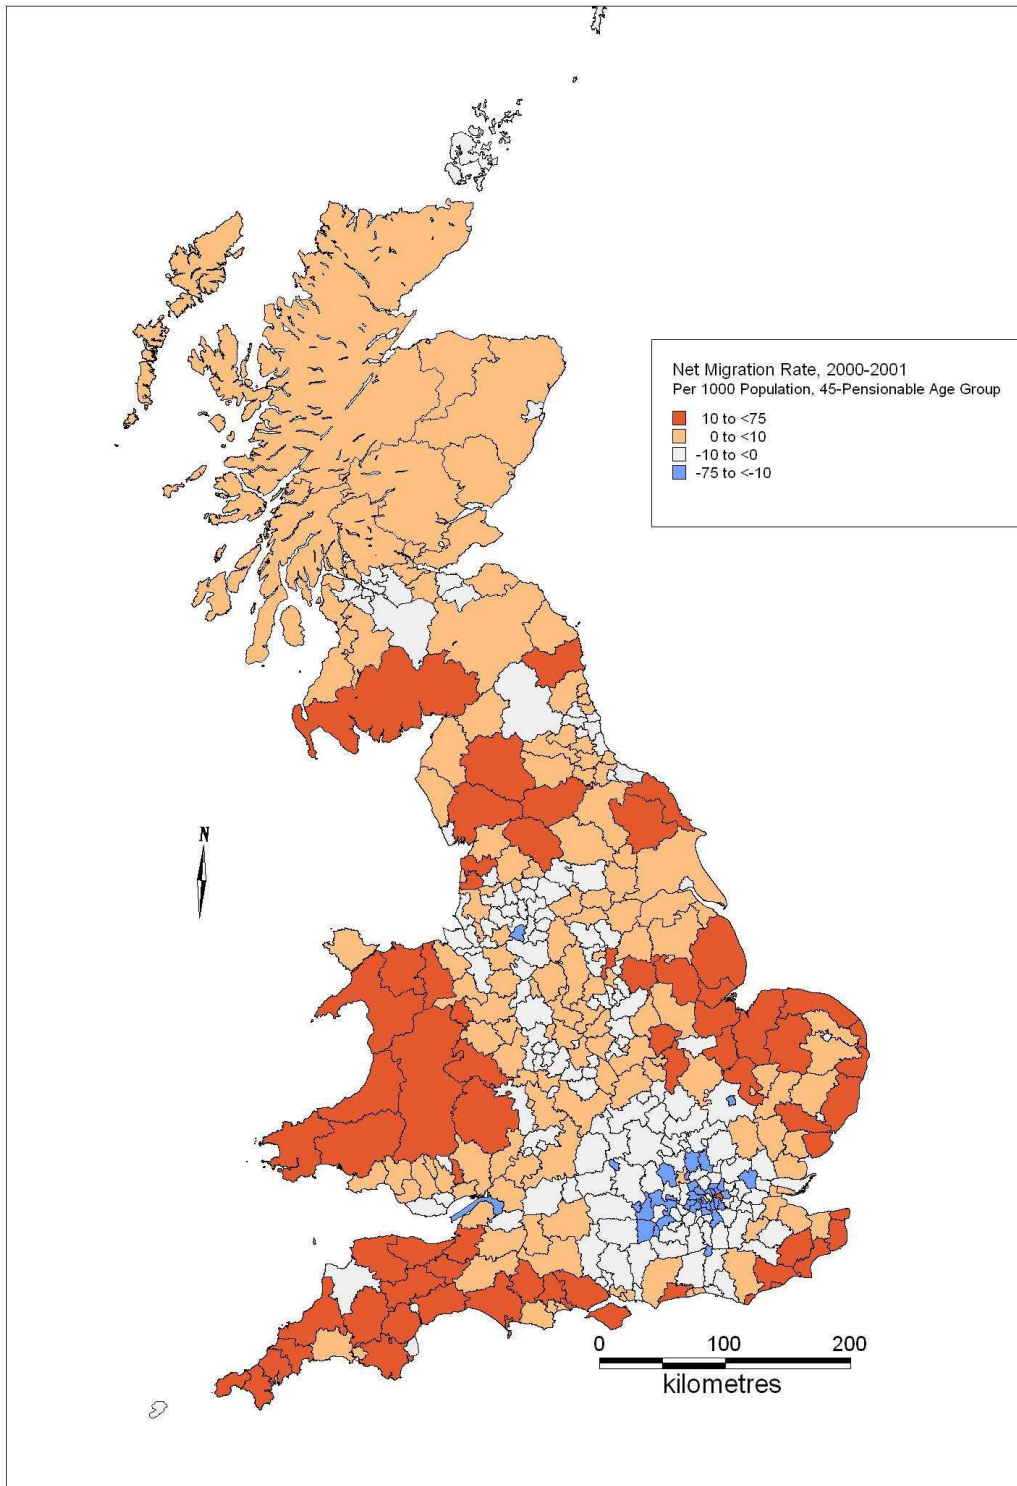 Net Migration Rate, 2000-2001
Per 1000 Population, 45-Pensionable Age Group
10 to <75
0 to <10
-10 to <0
-75 to <-10
N
0 100 200
kilometres